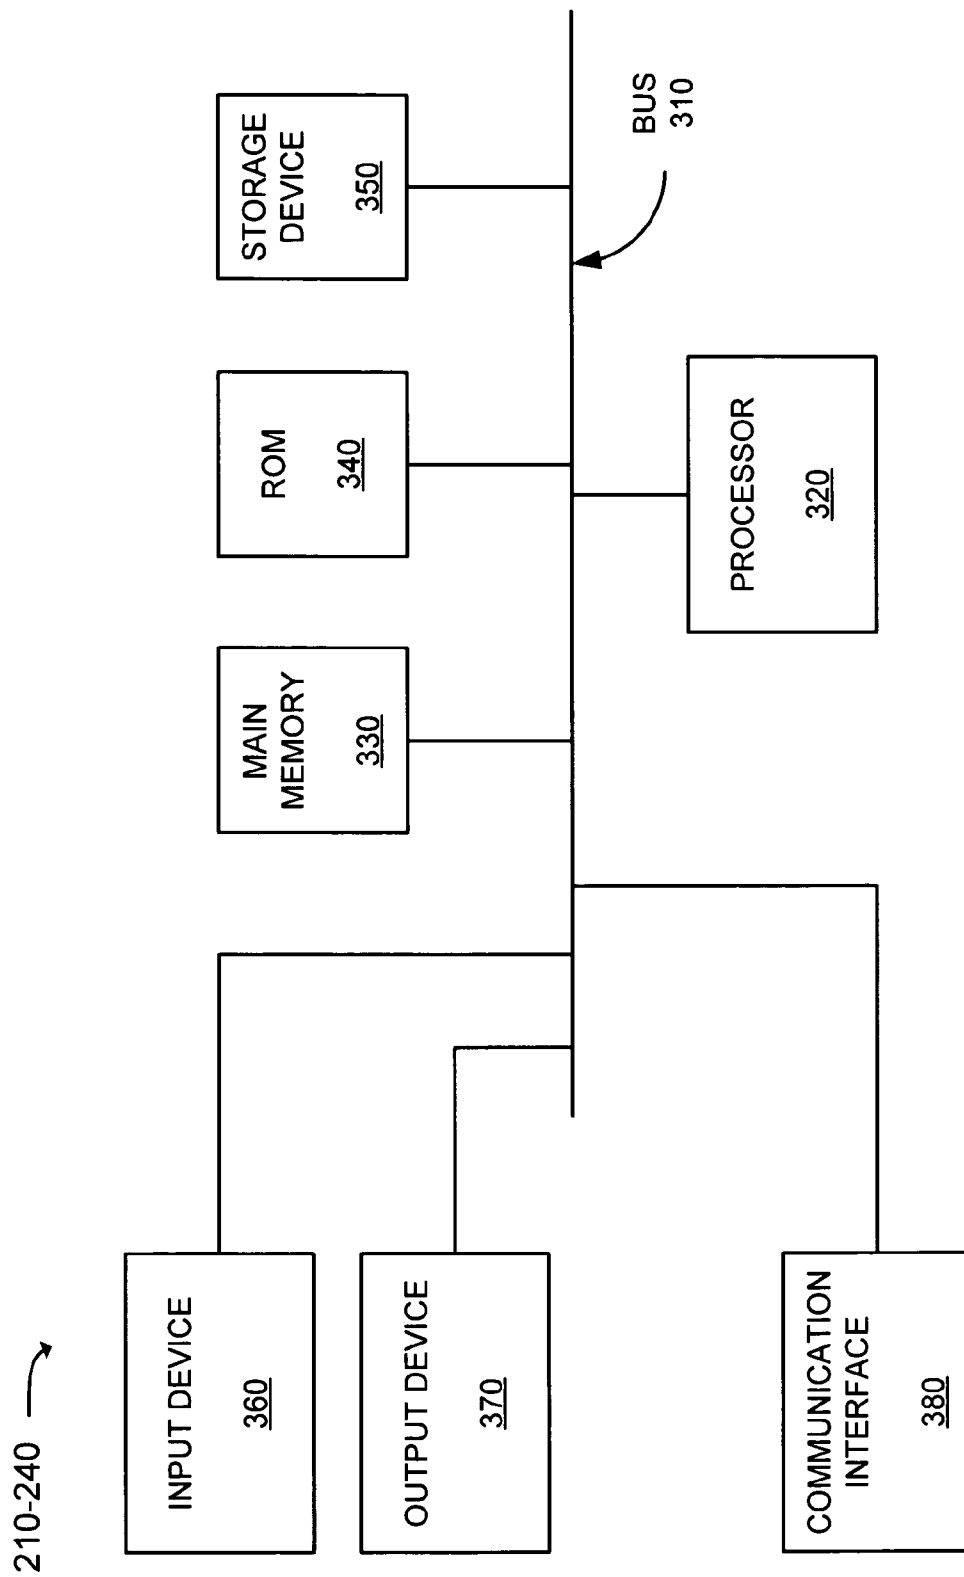 210-240
INPUT DEVICE
360
OUTPUT DEVICE
370
COMMUNICATION
INTERFACE
380
MAIN
MEMORY
330
ROM
340
STORAGE
DEVICE
350
PROCESSOR
320
BUS
310